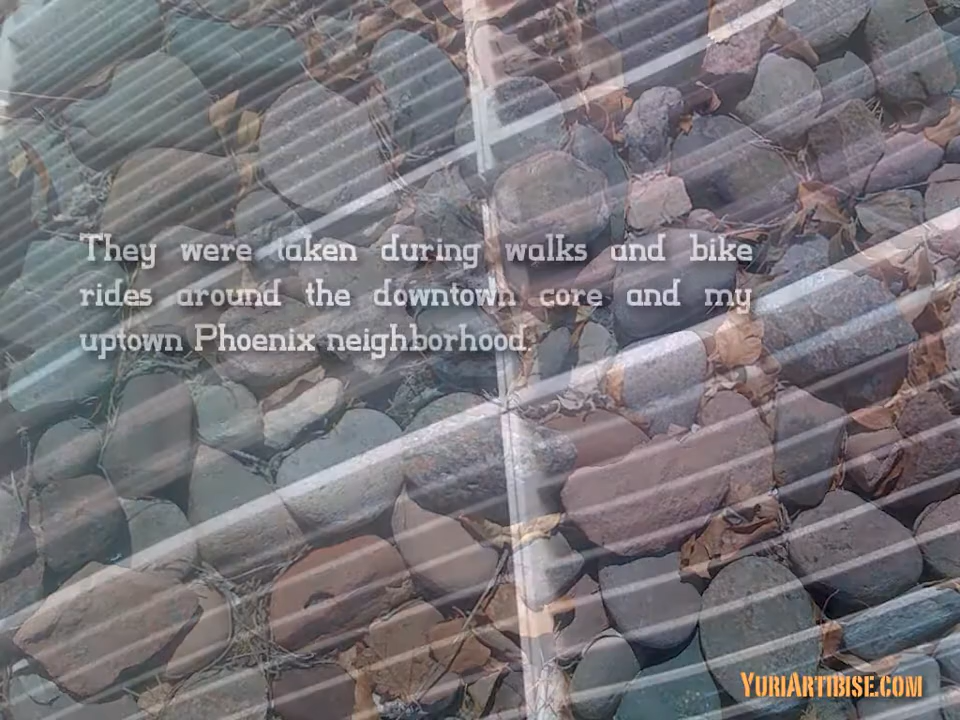 They were taken during walks and bike
rides around the downtown core and my
uptown Phoenix neighborhood.
YuriArtibise.com